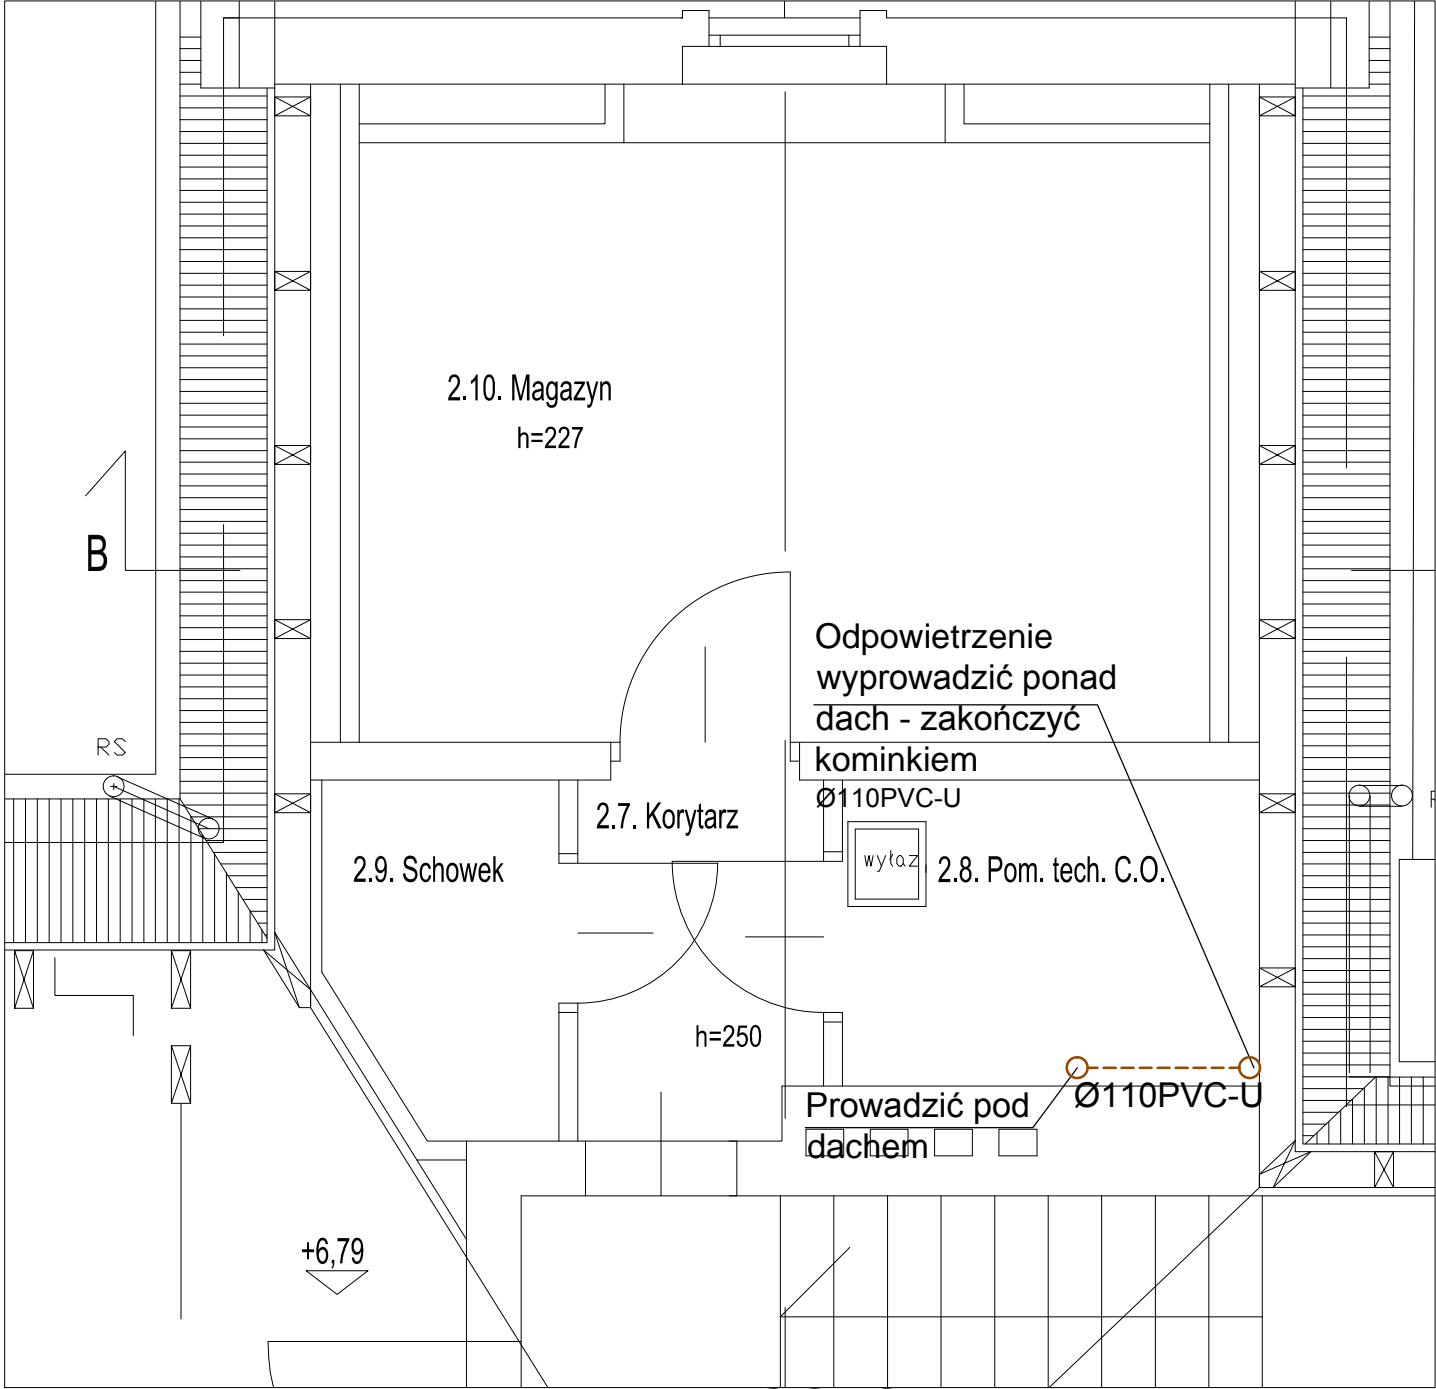 2.10. Magazyn
h=227
B
Odpowietrzenie
wyprowadzić ponad
dach - zakończyć
kominkiem
Ø110PVC-U
RS
2.7. Korytarz
2.9. Schowek
wyłaz
2.8. Pom. tech. C.O.
h=250
Ø110PVC-U
Prowadzić pod
dachem
+6,79